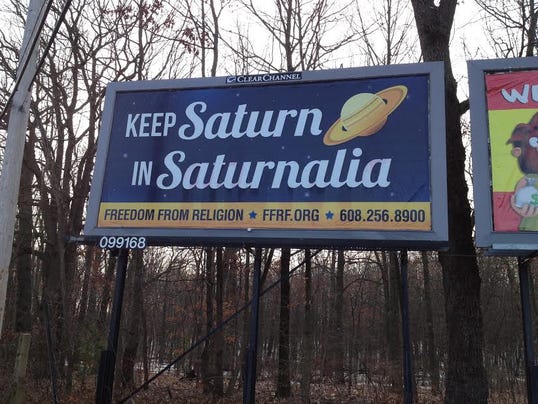 CLEARCHANNEL
KEEP Saturn
IN Saturnalia
FREEDOM FROM RELIGION ★ FFRF.ORG ★ 608.256.8900
099168